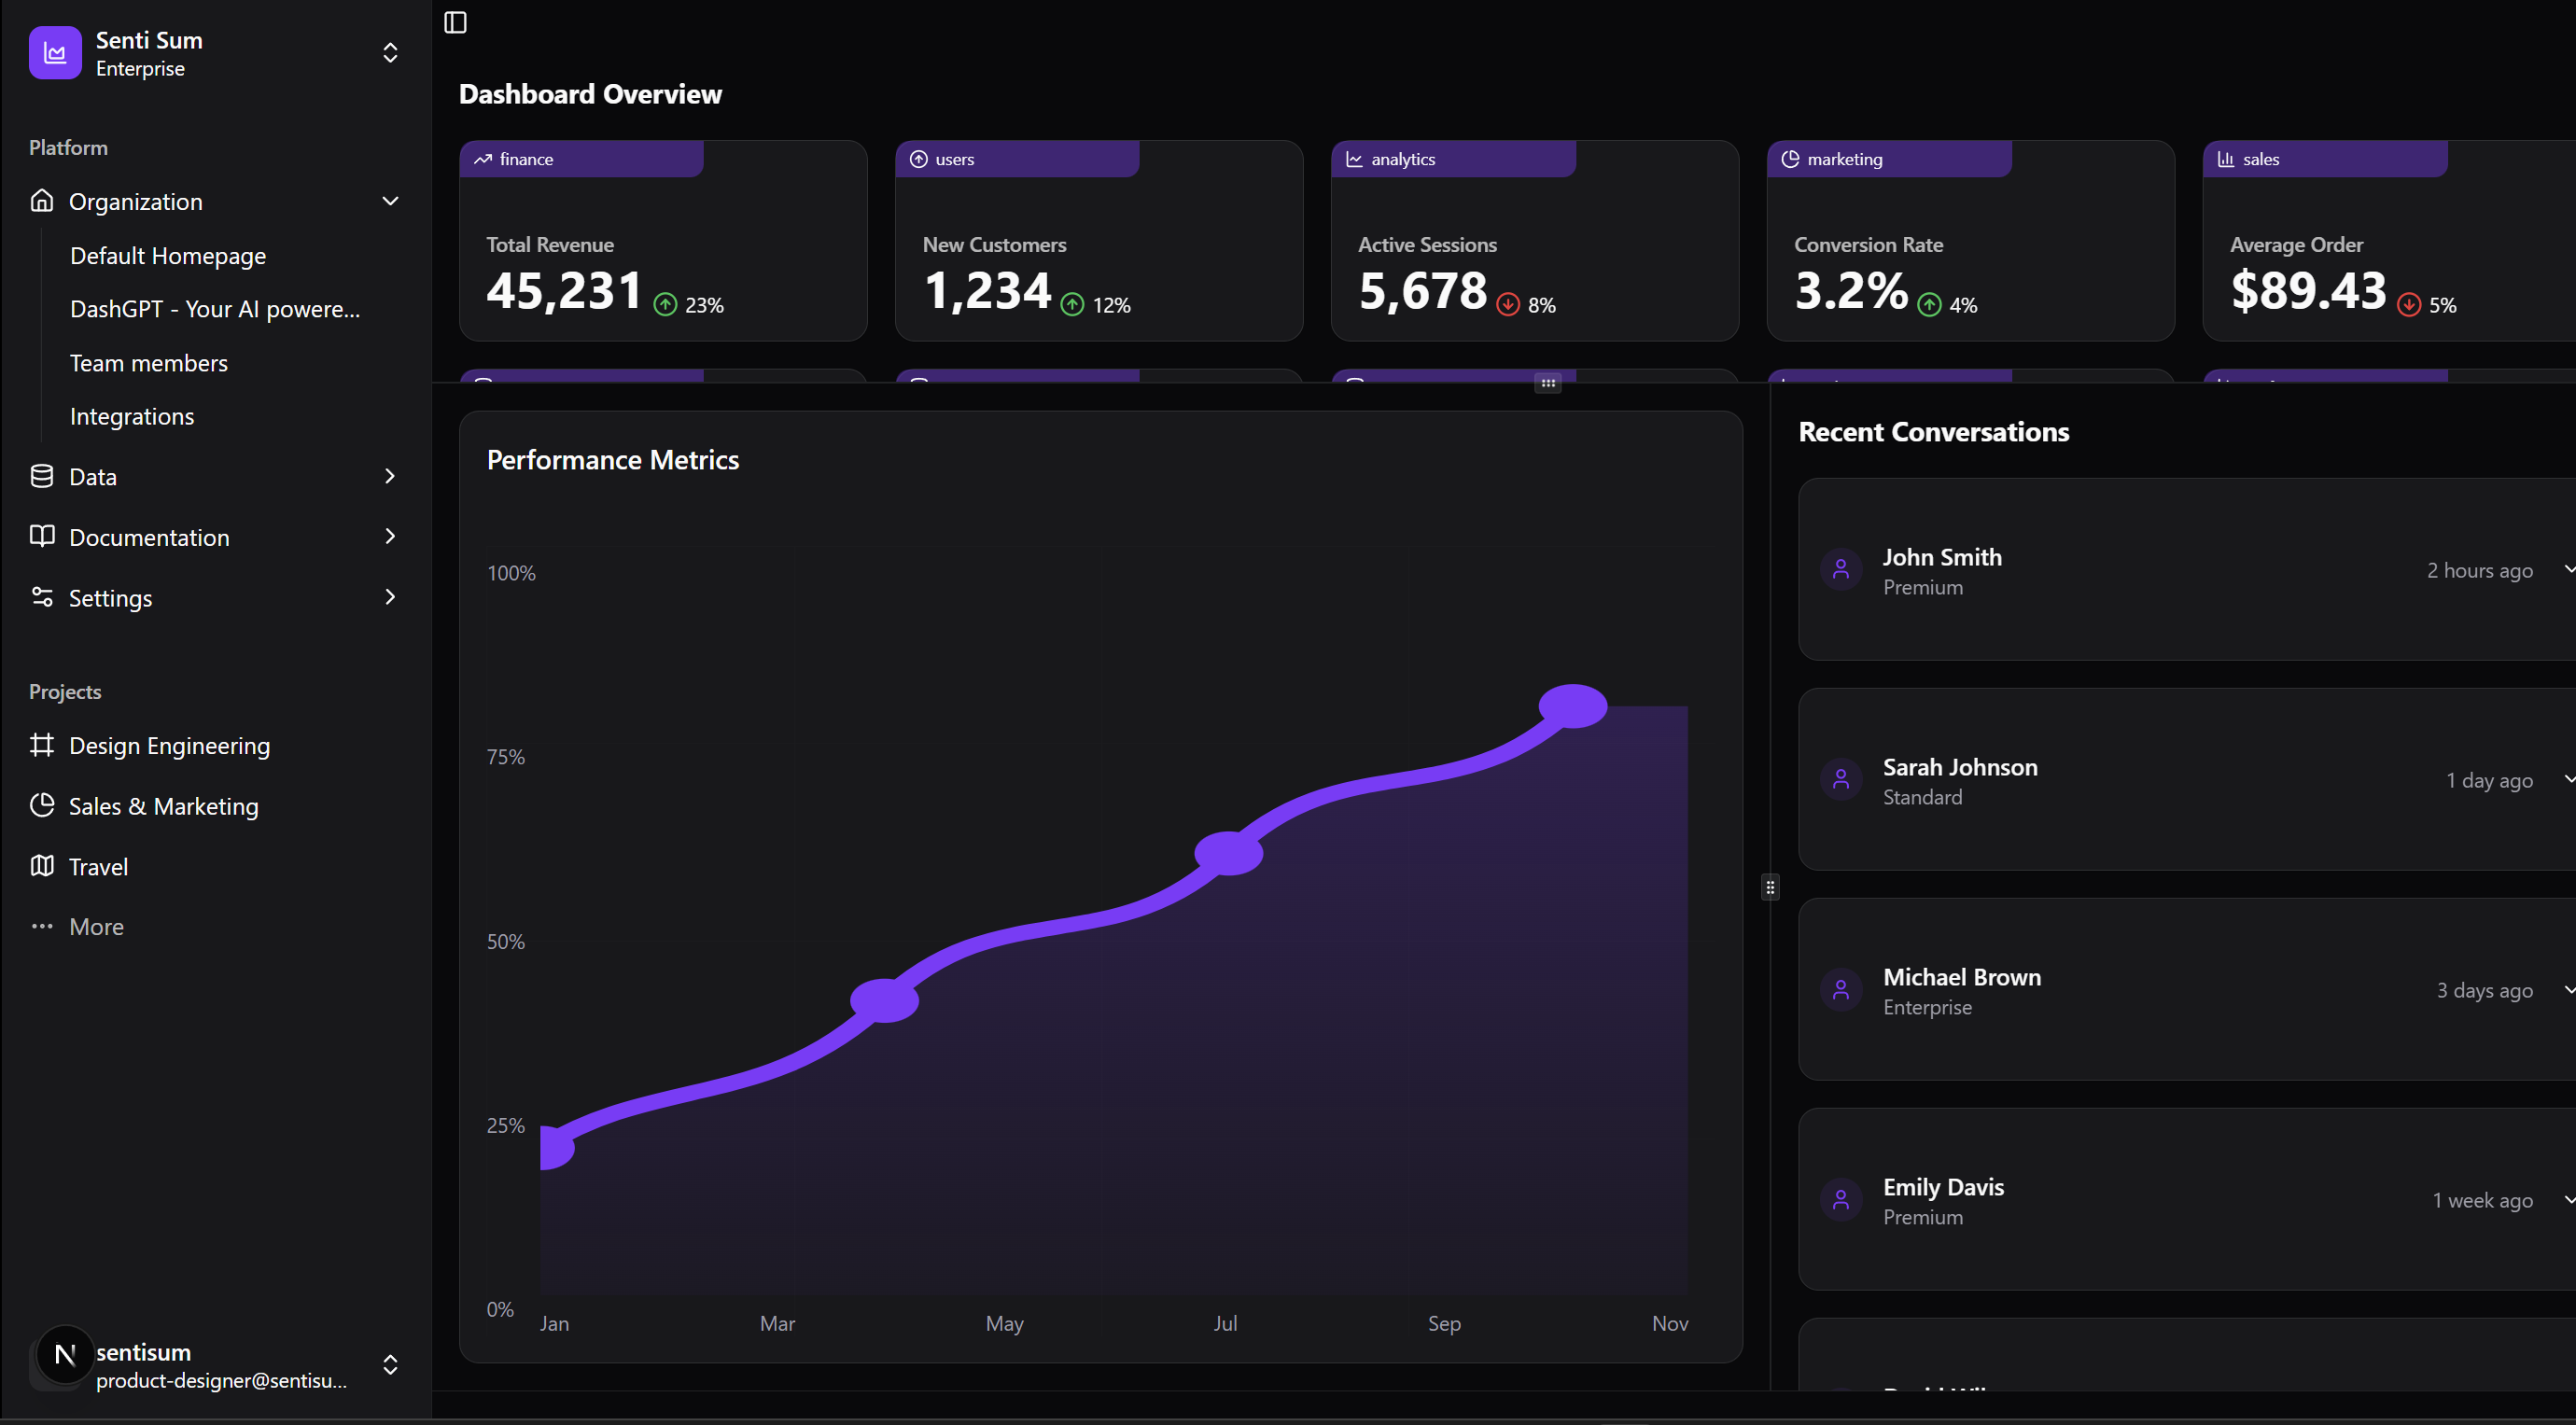 Senti Sum
Enterprise
Platform
Organization
Default Homepage
DashGPT - Your AI powere...
Team members
Integrations
Data
Documentation
Settings
Projects
Design Engineering
Sales & Marketing
Travel
More
N
sentisum
product-designer@sentisu...
Dashboard Overview
finance
Total Revenue
45,231 23%
users
New Customers
1,234 12%
analytics
Active Sessions
5,678 8%
marketing
Conversion Rate
3.2% 4%
sales
Average Order
$89.43 5%
Performance Metrics
100%
75%
50%
25%
0%
Jan Mar May Jul Sep Nov
Recent Conversations
John Smith
Premium
2 hours ago
Sarah Johnson
Standard
1 day ago
Michael Brown
Enterprise
3 days ago
Emily Davis
Premium
1 week ago